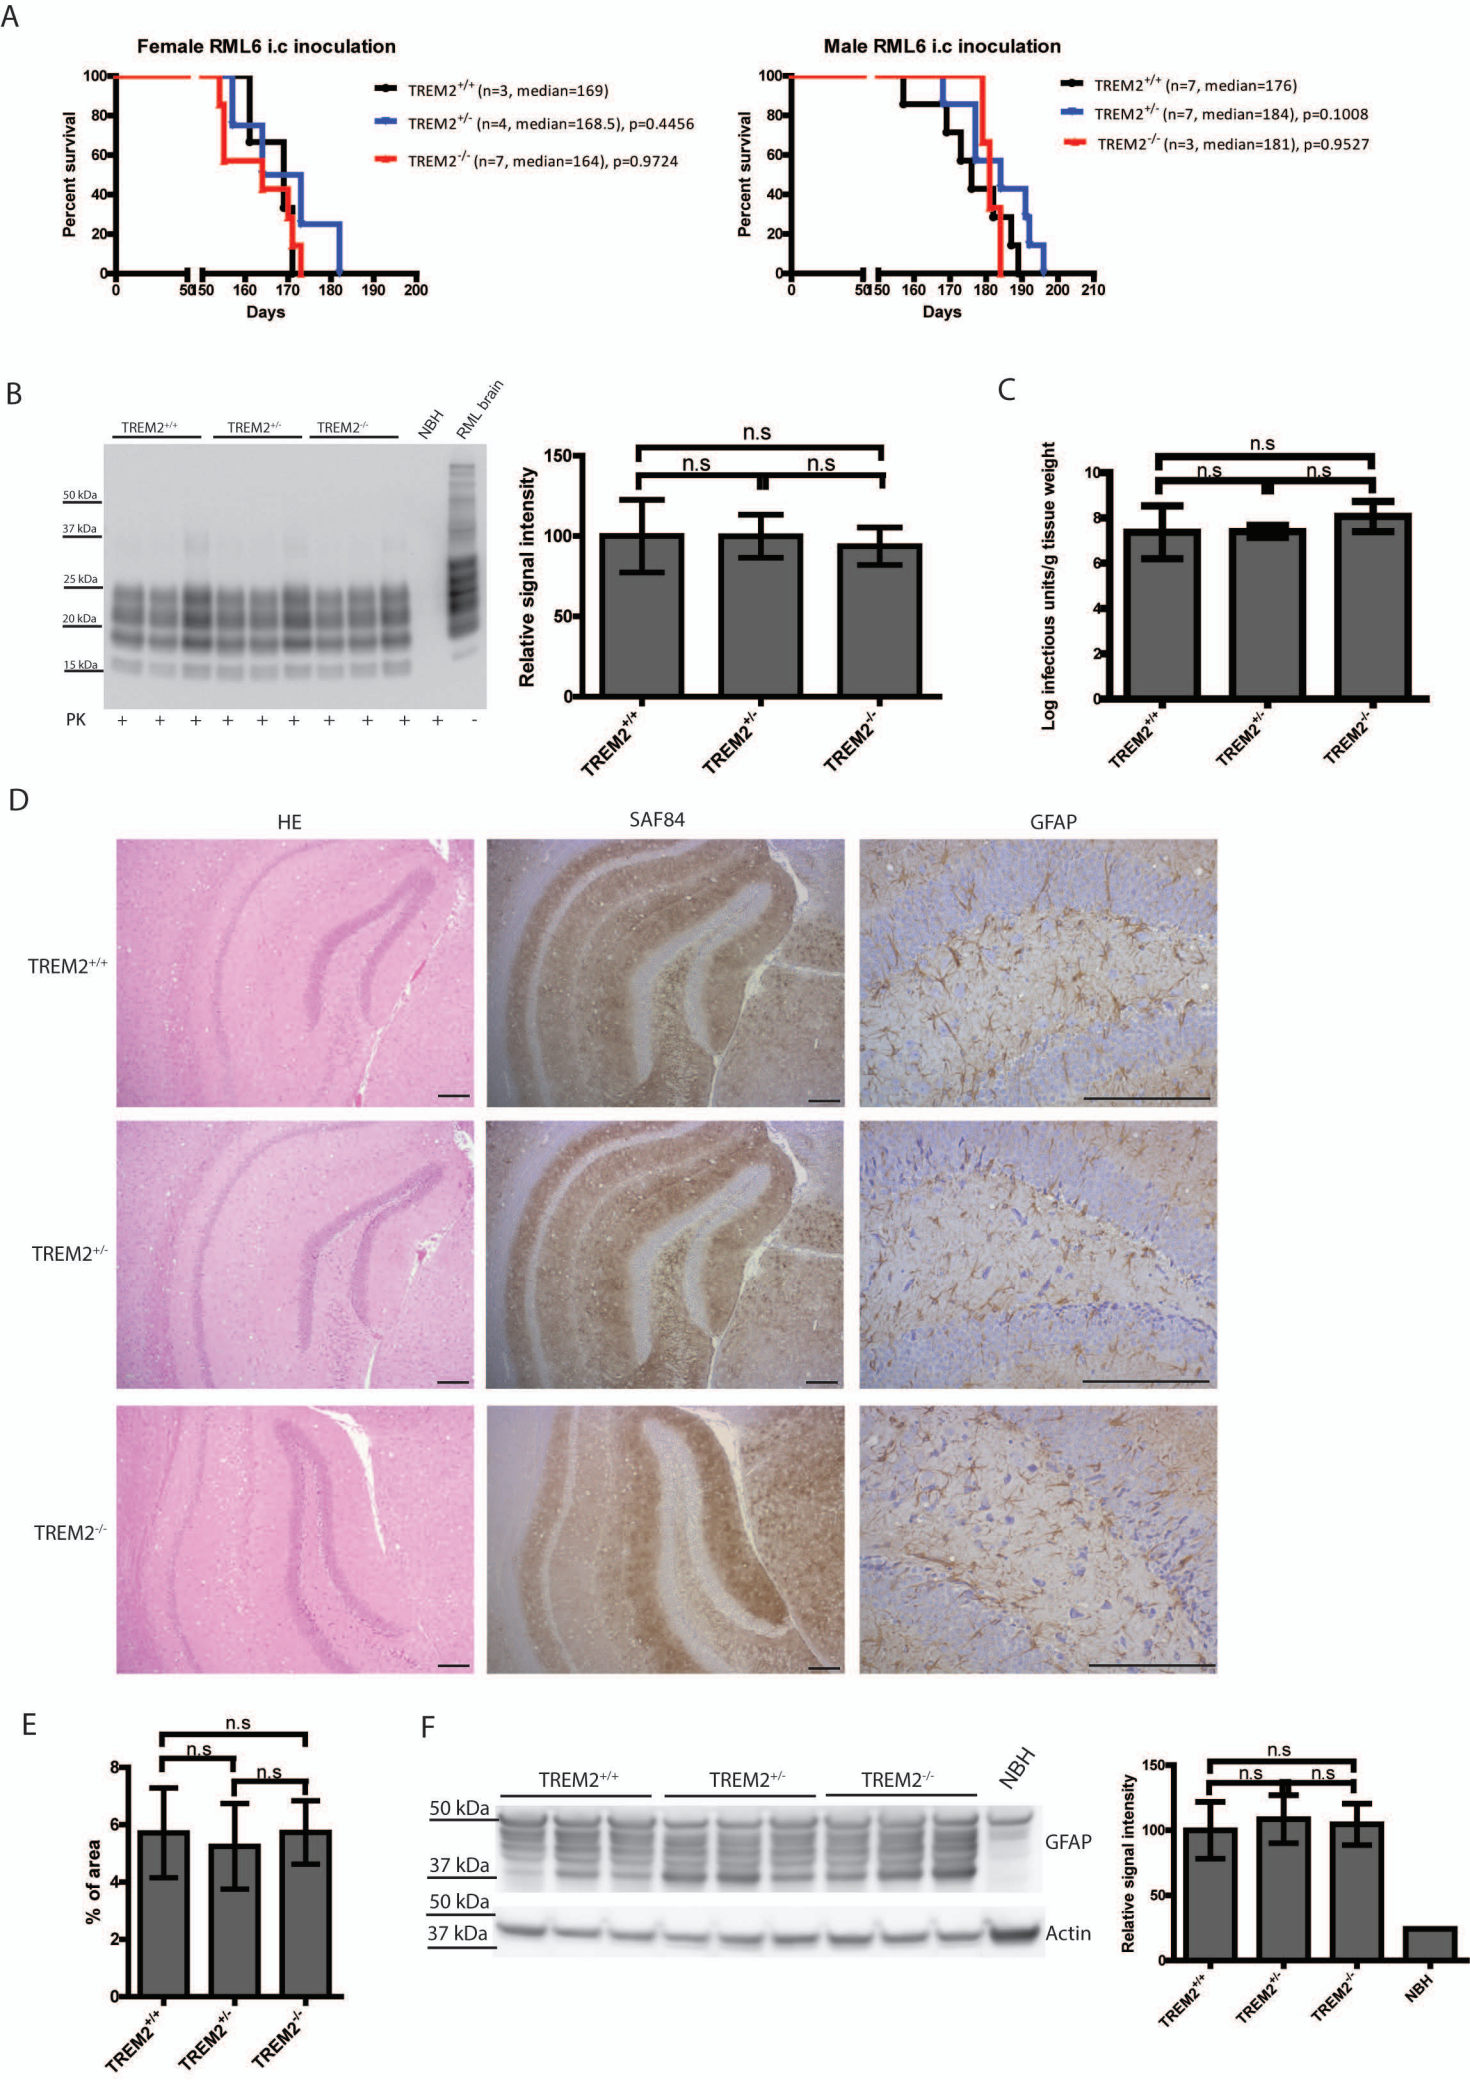 A
Female RML6 i.c inoculation
Percent survival
100
80
60
40
20
0
0 50 150 160 170 180 190 200
Days
TREM2+/+ (n=3, median=169)
TREM2+/- (n=4, median=168.5), p=0.4456
TREM2-/- (n=7, median=164), p=0.9724
Male RML6 i.c inoculation
Percent survival
100
80
60
40
20
0
0 50 150 160 170 180 190 200 210
Days
TREM2+/+ (n=7, median=176)
TREM2+/- (n=7, median=184), p=0.1008
TREM2-/- (n=3, median=181), p=0.9527
B
TREM2+/+ TREM2+/- TREM2-/- NBH RML brain
50 kDa
37 kDa
25 kDa
20 kDa
15 kDa
PK + + + + + + + + + + -
Relative signal intensity
150
100
50
0
n.s
n.s n.s
TREM2+/+ TREM2+/- TREM2-/-
C
Log infectious units/g tissue weight
10
8
6
4
2
0
n.s
n.s n.s
TREM2+/+ TREM2+/- TREM2-/-
D
HE SAF84 GFAP
TREM2+/+
TREM2+/-
TREM2-/-
E
% of area
8
6
4
2
0
n.s
n.s
n.s
TREM2+/+ TREM2+/- TREM2-/-
F
TREM2+/+ TREM2+/- TREM2-/- NBH
50 kDa
GFAP
37 kDa
50 kDa
37 kDa
Actin
Relative signal intensity
150
100
50
0
n.s
n.s n.s
TREM2+/+ TREM2+/- TREM2-/- NBH